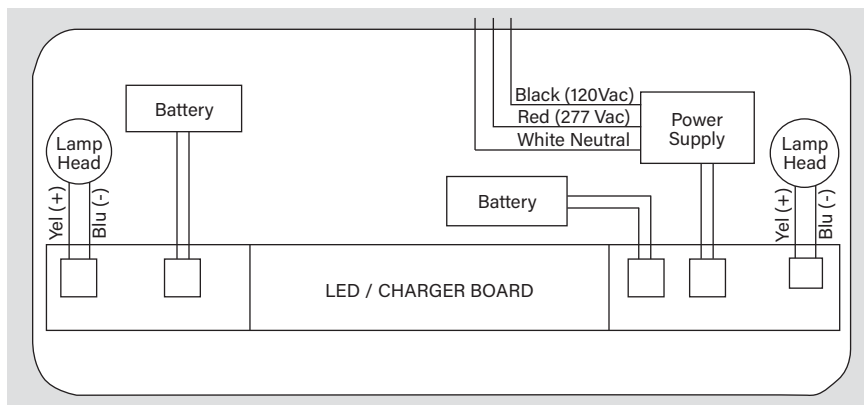 Battery
Lamp
Head
Yel (+)
Blu (-)
Black (120Vac)
Red (277 Vac)
White Neutral
Power
Supply
Lamp
Head
Yel (+)
Blu (-)
Battery
LED / CHARGER BOARD